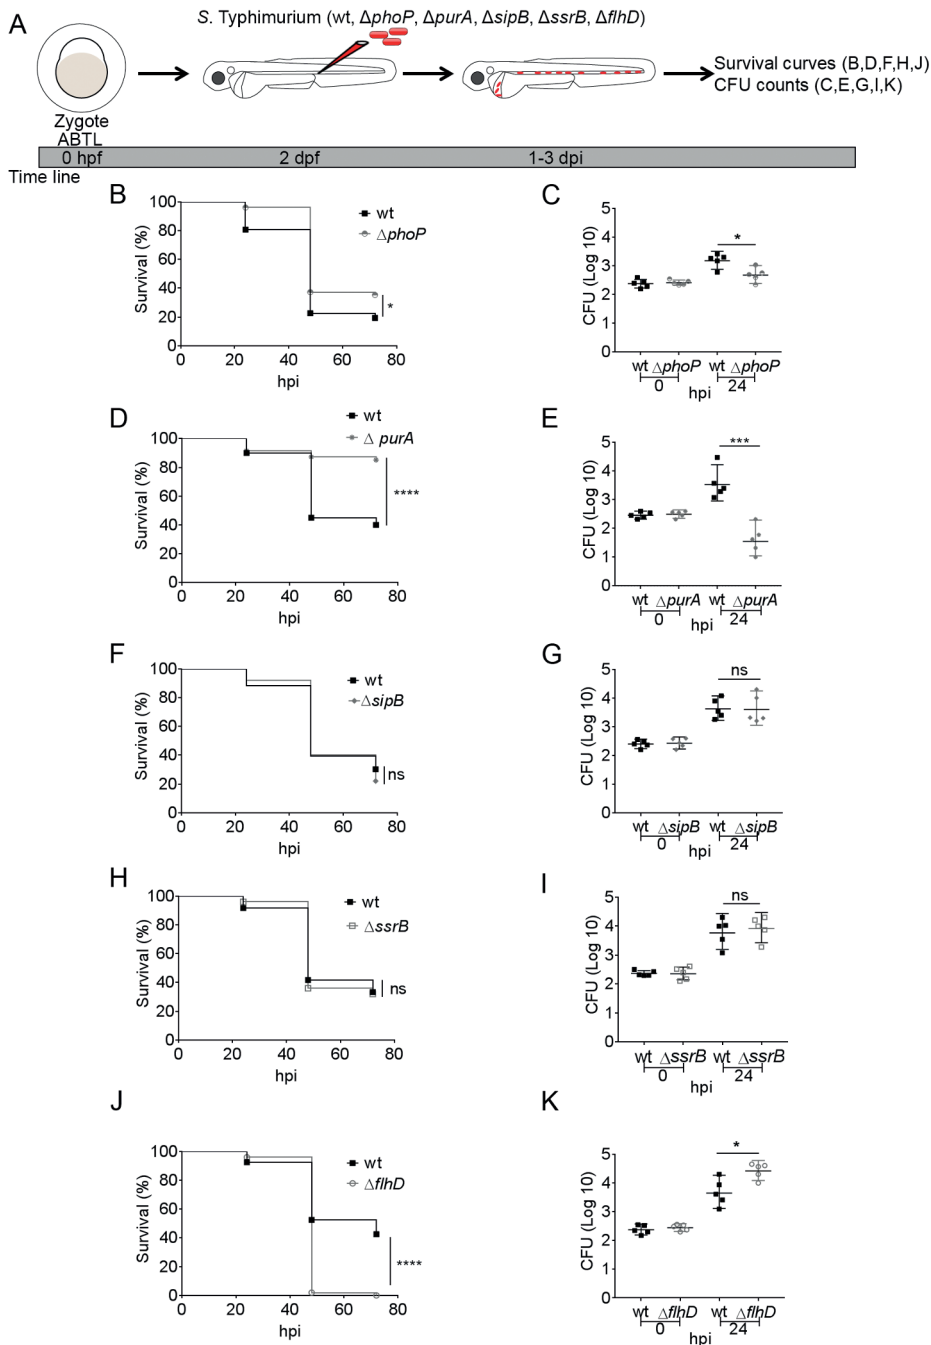 A
S. Typhimurium (wt, ΔphoP, ΔpurA, ΔsipB, ΔssrB, ΔflhD)
Survival curves (B,D,F,H,J)
CFU counts (C,E,G,I,K)
Zygote
ABTL
0 hpf 2 dpf 1-3 dpi
Time line
B
100
80
60
40
20
0
Survival (%)
0 20 40 60 80
hpi
wt
ΔphoP
*
C
5
4
3
2
1
0
CFU (Log 10)
*
wt ΔphoP wt ΔphoP
0 24
hpi
D
100
80
60
40
20
0
Survival (%)
0 20 40 60 80
hpi
wt
Δ purA
****
E
5
4
3
2
1
0
CFU (Log 10)
***
wt ΔpurA wt ΔpurA
0 24
hpi
F
100
80
60
40
20
0
Survival (%)
0 20 40 60 80
hpi
wt
ΔsipB
ns
G
5
4
3
2
1
0
CFU (Log 10)
ns
wt ΔsipB wt ΔsipB
0 24
hpi
H
100
80
60
40
20
0
Survival (%)
0 20 40 60 80
hpi
wt
ΔssrB
ns
I
5
4
3
2
1
0
CFU (Log 10)
ns
wt ΔssrB wt ΔssrB
0 24
hpi
J
100
80
60
40
20
0
Survival (%)
0 20 40 60 80
hpi
wt
ΔflhD
****
K
5
4
3
2
1
0
CFU (Log 10)
*
wt ΔflhD wt ΔflhD
0 24
hpi